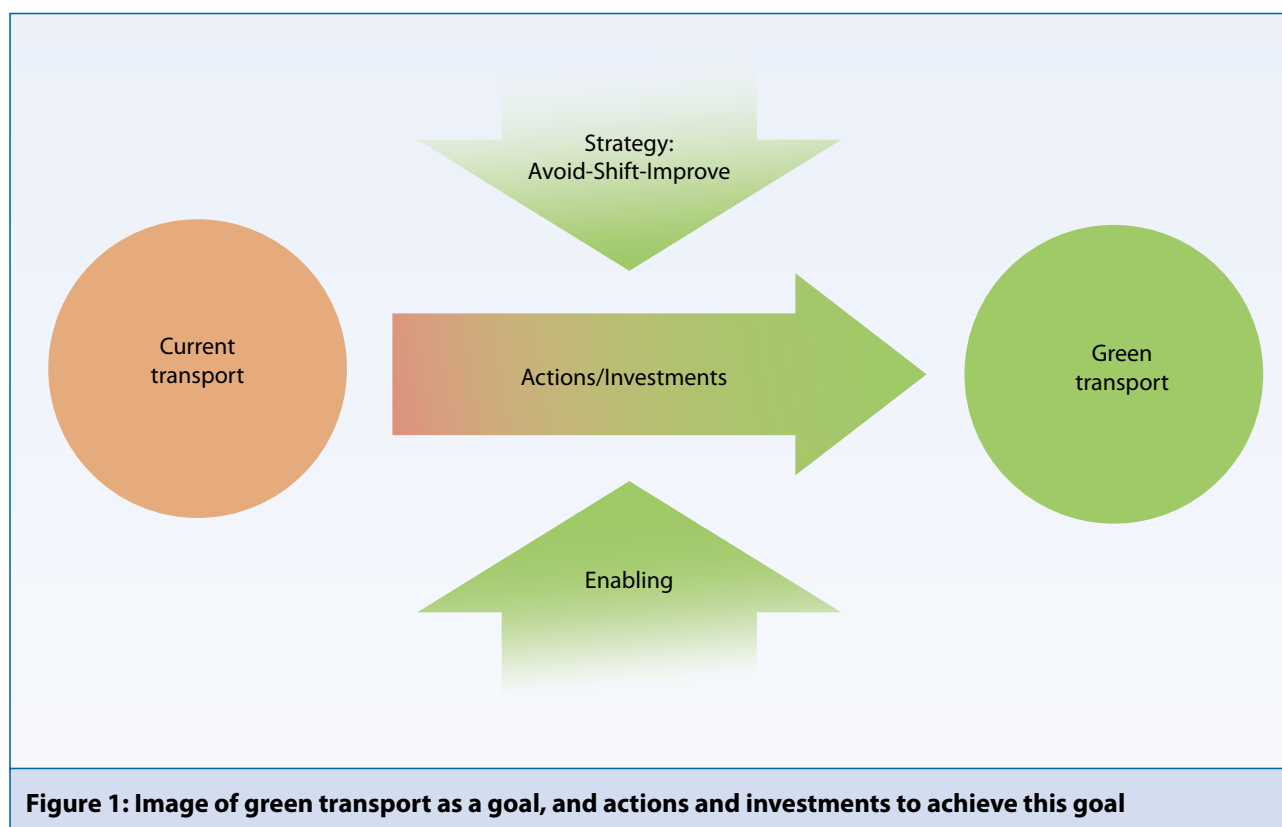 Strategy:
Avoid-Shift-Improve
Current
transport
Actions/Investments
Green
transport
Enabling
Figure 1: Image of green transport as a goal, and actions and investments to achieve this goal